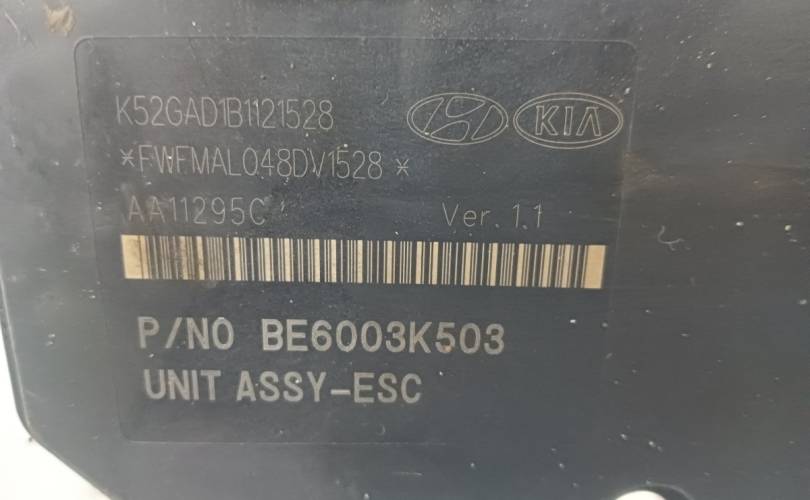 K52GAD1B1121528
KIA
*FWFMAL048DV1528 *
AA11295C
Ver. 1.1
P/NO BE6003K503
UNIT ASSY-ESC